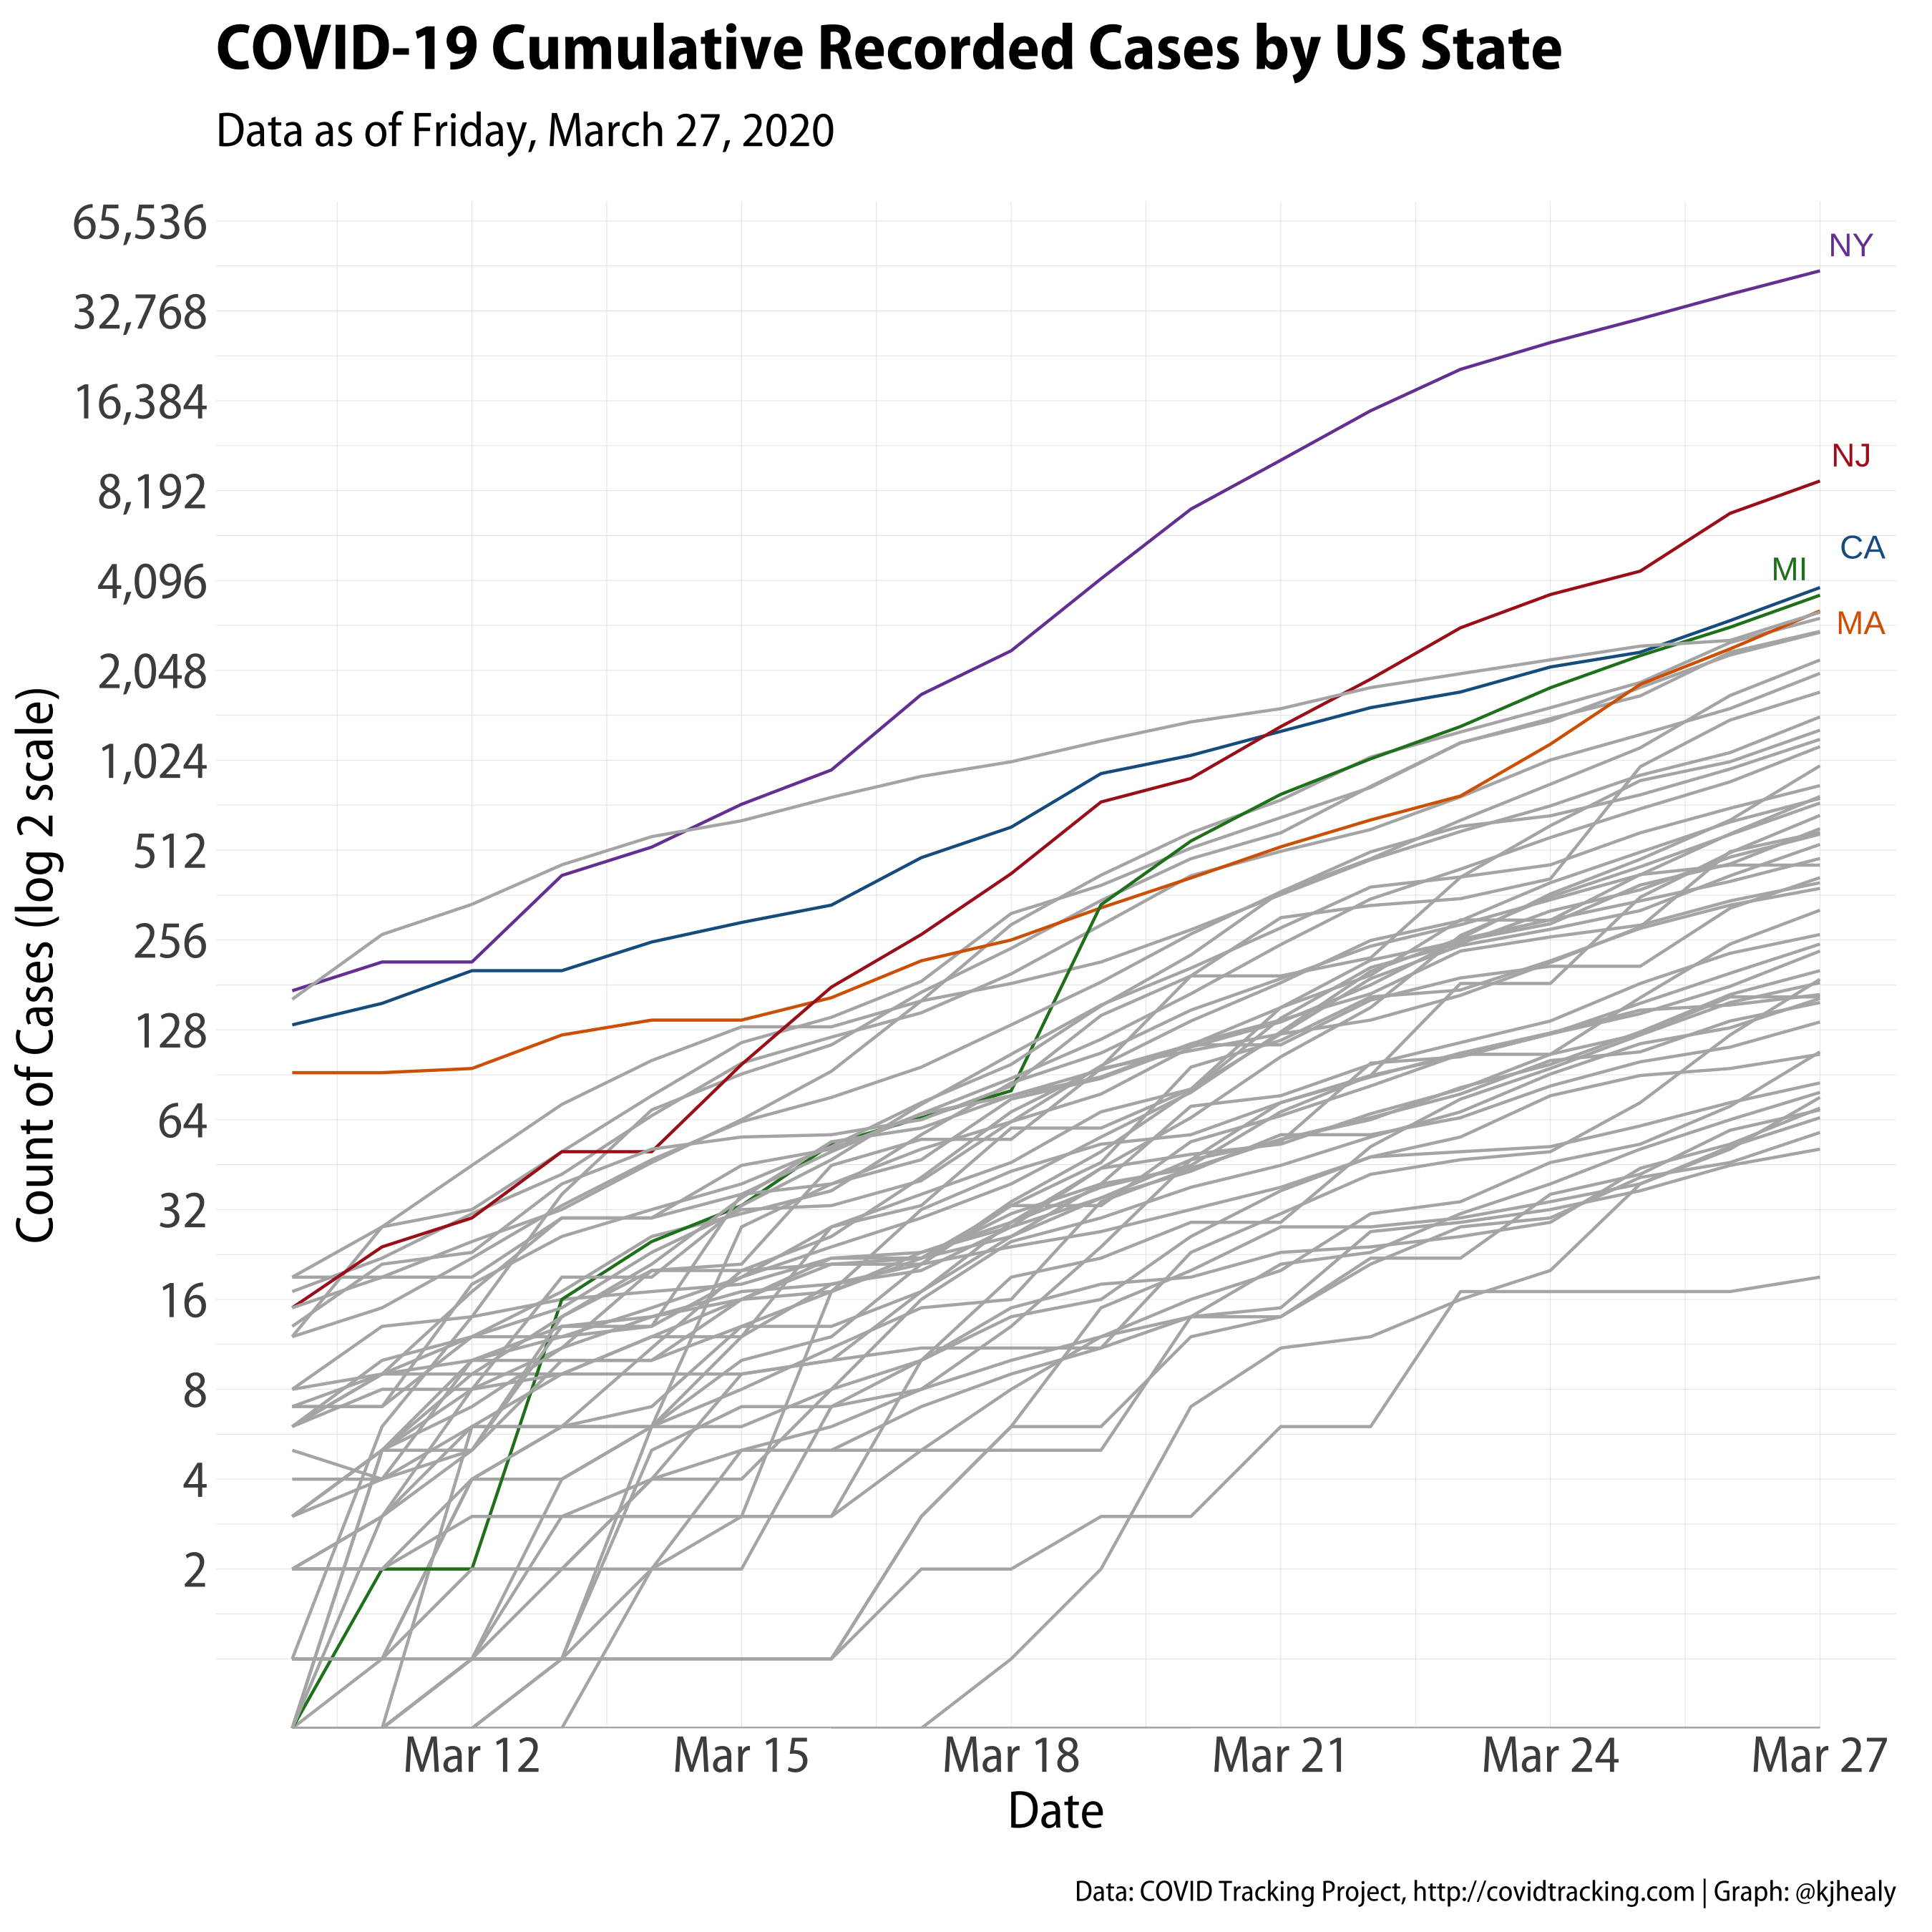 COVID-19 Cumulative Recorded Cases by US State
Data as of Friday, March 27, 2020
65,536
32,768
16,384
8,192
4,096
2,048
1,024
512
256
128
64
32
16
8
4
2
Count of Cases (log 2 scale)
NY
NJ
CA
MI
MA
Mar 12
Mar 15
Mar 18
Mar 21
Mar 24
Mar 27
Date
Data: COVID Tracking Project, http://covidtracking.com | Graph: @kjhealy